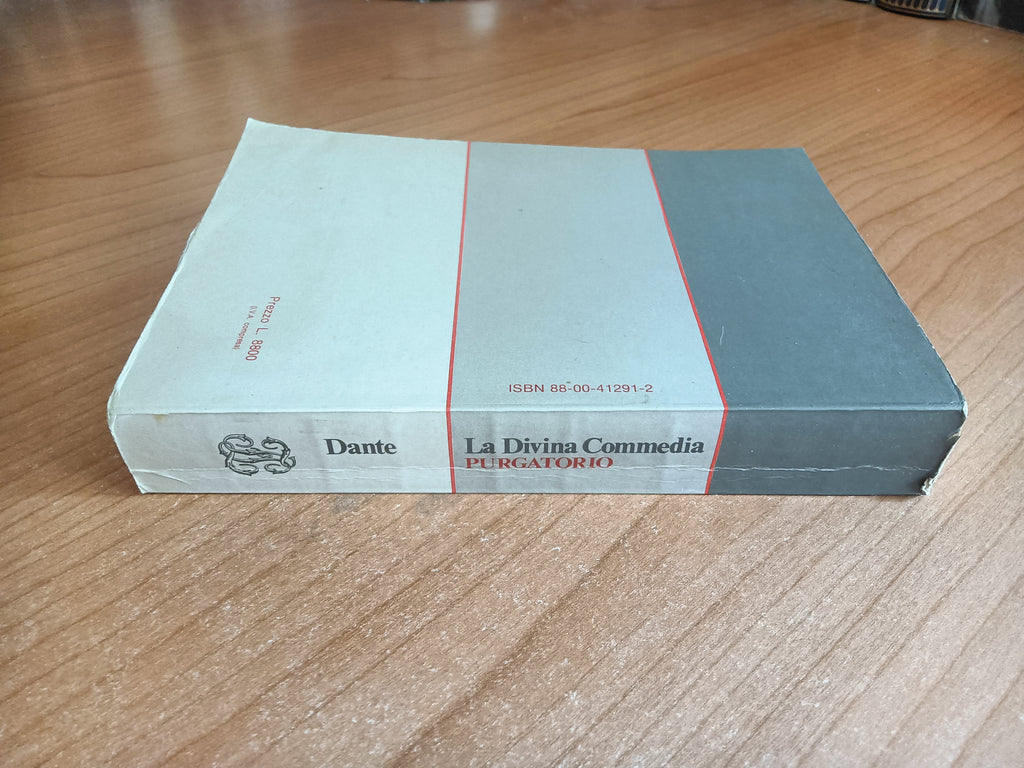 Prezzo L. 8800
(I.V.A. compresa)
ISBN 88-00-41291-2
Dante
La Divina Commedia
PURGATORIO